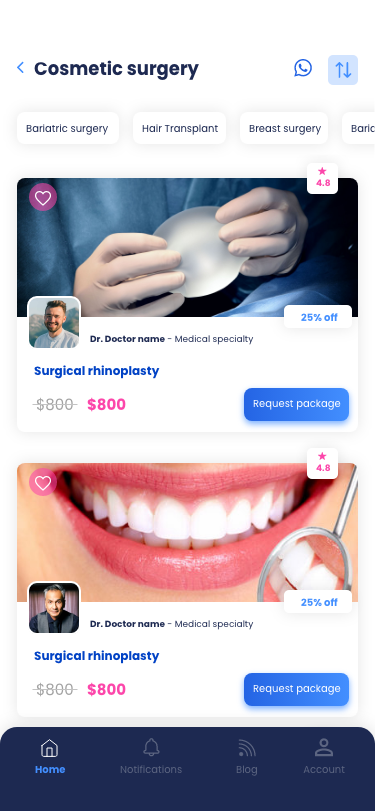 Cosmetic surgery
Bariatric surgery
Hair Transplant
Breast surgery
Baric
4.8
25% off
Dr. Doctor name - Medical specialty
Surgical rhinoplasty
$800 $800
Request package
4.8
25% off
Dr. Doctor name - Medical specialty
Surgical rhinoplasty
$800 $800
Request package
Home
Notifications
Blog
Account